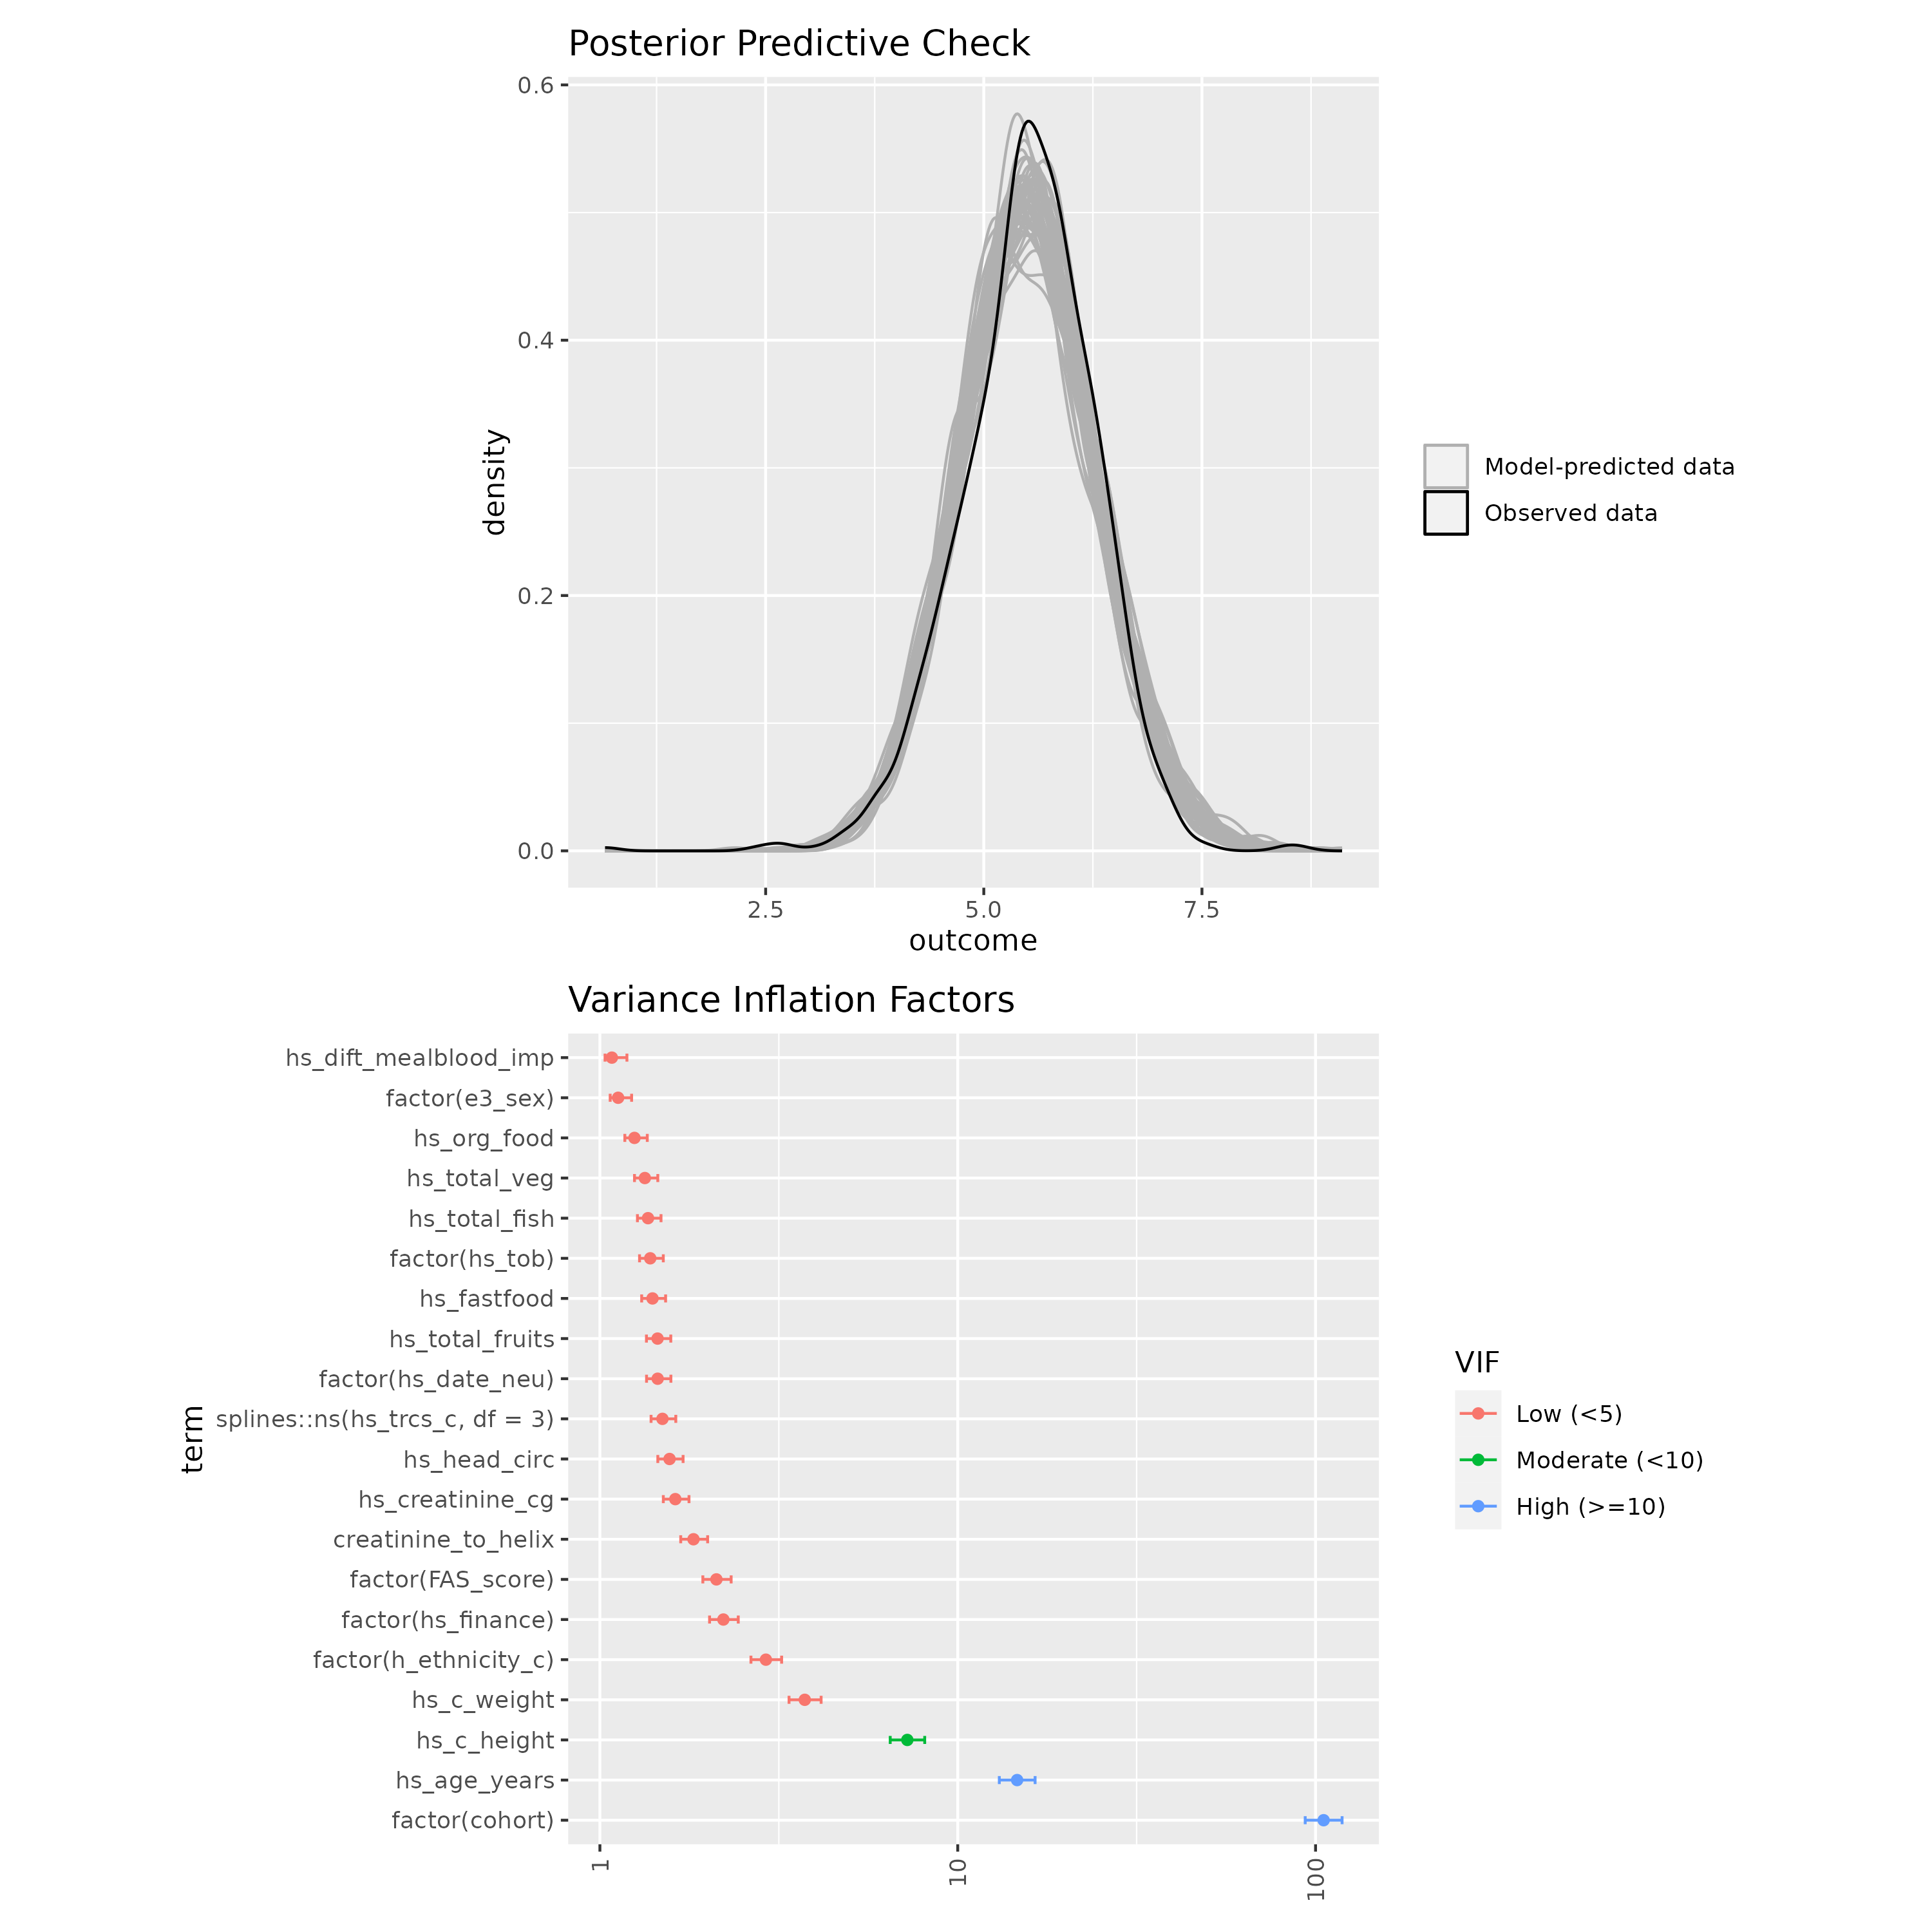 Posterior Predictive Check
0.6
0.4
0.2
0.0
density
2.5 5.0 7.5
outcome
Model-predicted data
Observed data
Variance Inflation Factors
term
hs_dift_mealblood_imp
factor(e3_sex)
hs_org_food
hs_total_veg
hs_total_fish
factor(hs_tob)
hs_fastfood
hs_total_fruits
factor(hs_date_neu)
splines::ns(hs_trcs_c, df = 3)
hs_head_circ
hs_creatinine_cg
creatinine_to_helix
factor(FAS_score)
factor(hs_finance)
factor(h_ethnicity_c)
hs_c_weight
hs_c_height
hs_age_years
factor(cohort)
1 10 100
VIF
Low (<5)
Moderate (<10)
High (>=10)